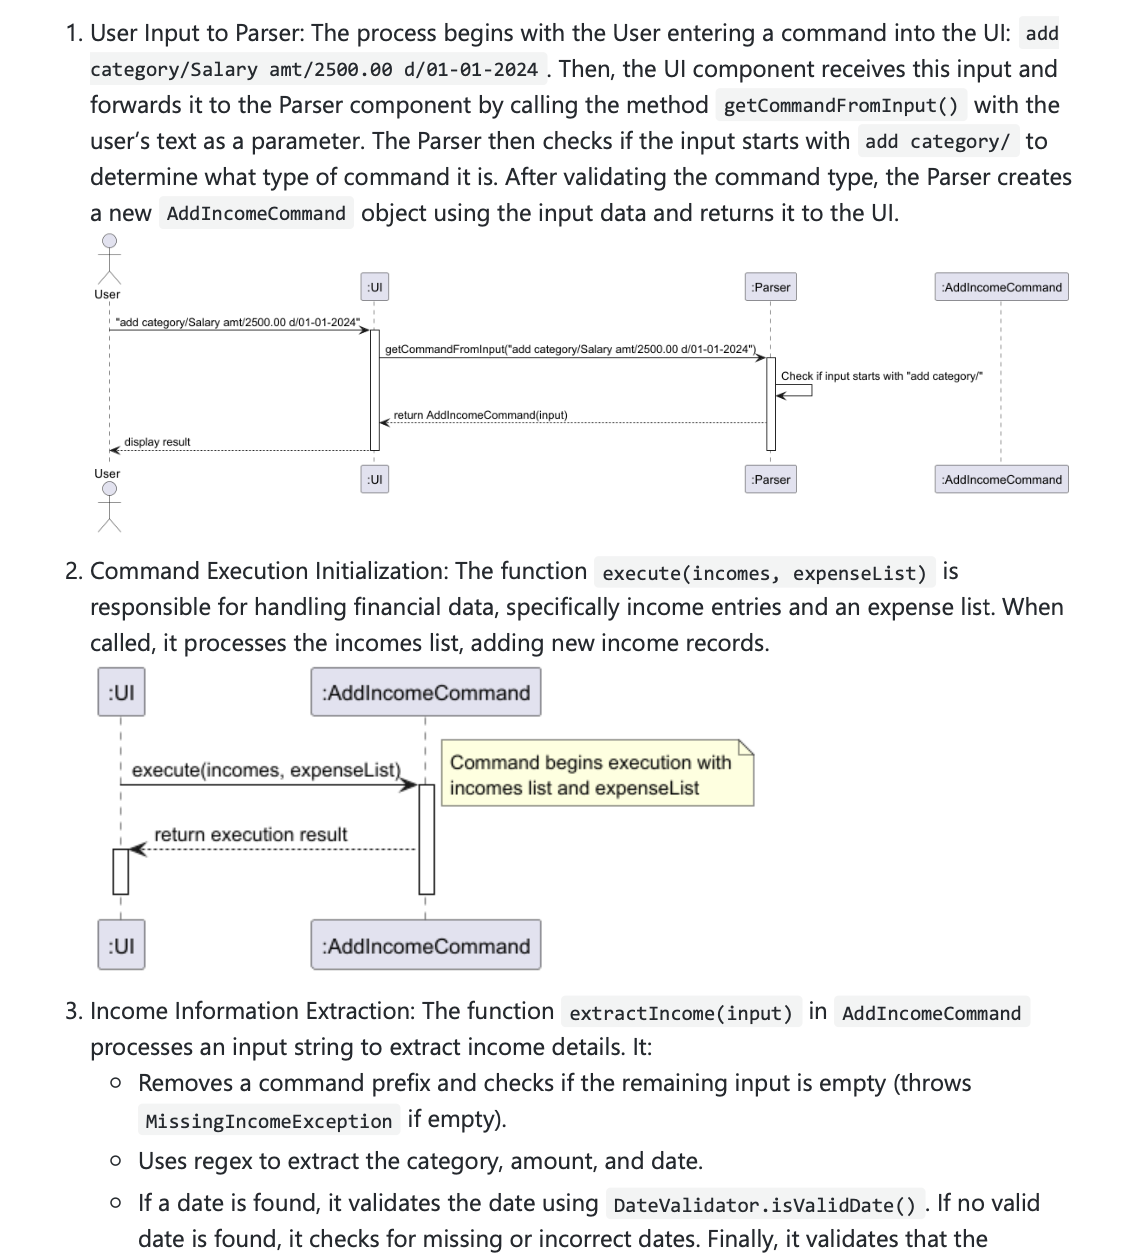 1. User Input to Parser: The process begins with the User entering a command into the UI: add
category/Salary amt/2500.00 d/01-01-2024 . Then, the UI component receives this input and
forwards it to the Parser component by calling the method getCommandFromInput() with the
user’s text as a parameter. The Parser then checks if the input starts with add category/ to
determine what type of command it is. After validating the command type, the Parser creates
a new AddIncomeCommand object using the input data and returns it to the UI.
User
:UI
:Parser
:AddIncomeCommand
"add category/Salary amt/2500.00 d/01-01-2024"
getCommandFromInput("add category/Salary amt/2500.00 d/01-01-2024")
Check if input starts with "add category/"
return AddIncomeCommand(input)
display result
User
:UI
:Parser
:AddIncomeCommand
2. Command Execution Initialization: The function execute(incomes, expenseList) is
responsible for handling financial data, specifically income entries and an expense list. When
called, it processes the incomes list, adding new income records.
:UI
:AddIncomeCommand
Command begins execution with
incomes list and expenseList
execute(incomes, expenseList)
return execution result
:UI
:AddIncomeCommand
3. Income Information Extraction: The function extractIncome(input) in AddIncomeCommand
processes an input string to extract income details. It:
○ Removes a command prefix and checks if the remaining input is empty (throws
MissingIncomeException if empty).
○ Uses regex to extract the category, amount, and date.
○ If a date is found, it validates the date using DateValidator.isValidDate() . If no valid
date is found, it checks for missing or incorrect dates. Finally, it validates that the